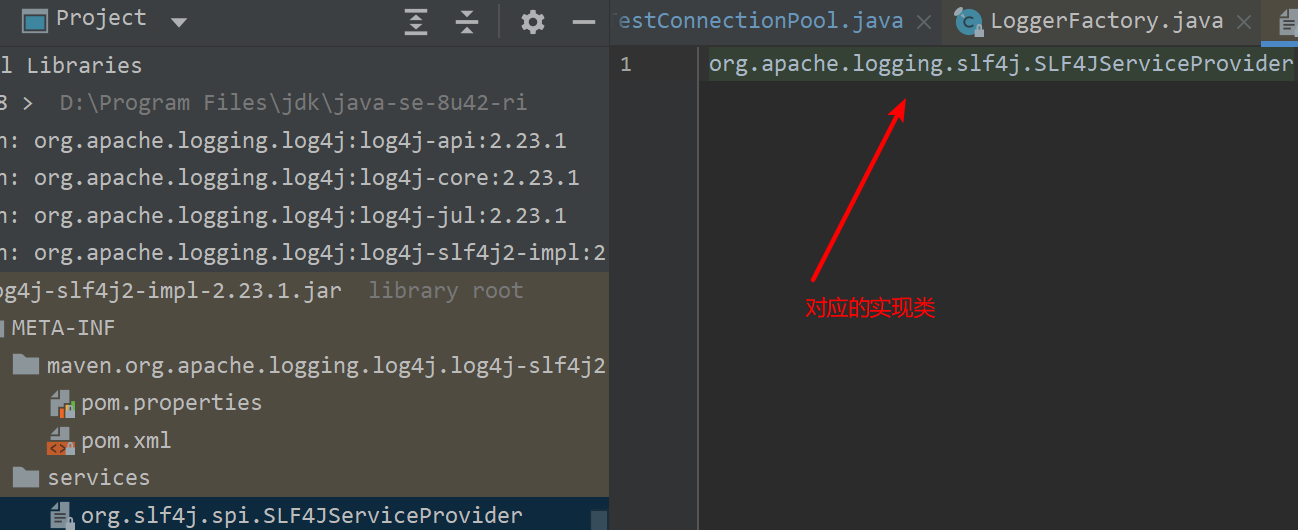 Project
l Libraries
8 > D:\Program Files\jdk\java-se-8u42-ri
n: org.apache.logging.log4j:log4j-api:2.23.1
n: org.apache.logging.log4j:log4j-core:2.23.1
n: org.apache.logging.log4j:log4j-jul:2.23.1
n: org.apache.logging.log4j:log4j-slf4j2-impl:2
og4j-slf4j2-impl-2.23.1.jar library root
META-INF
maven.org.apache.logging.log4j.log4j-slf4j2
pom.properties
pom.xml
services
org.slf4j.spi.SLF4JServiceProvider
estConnectionPool.java
LoggerFactory.java
1 org.apache.logging.slf4j.SLF4JServiceProvider
对应的实现类